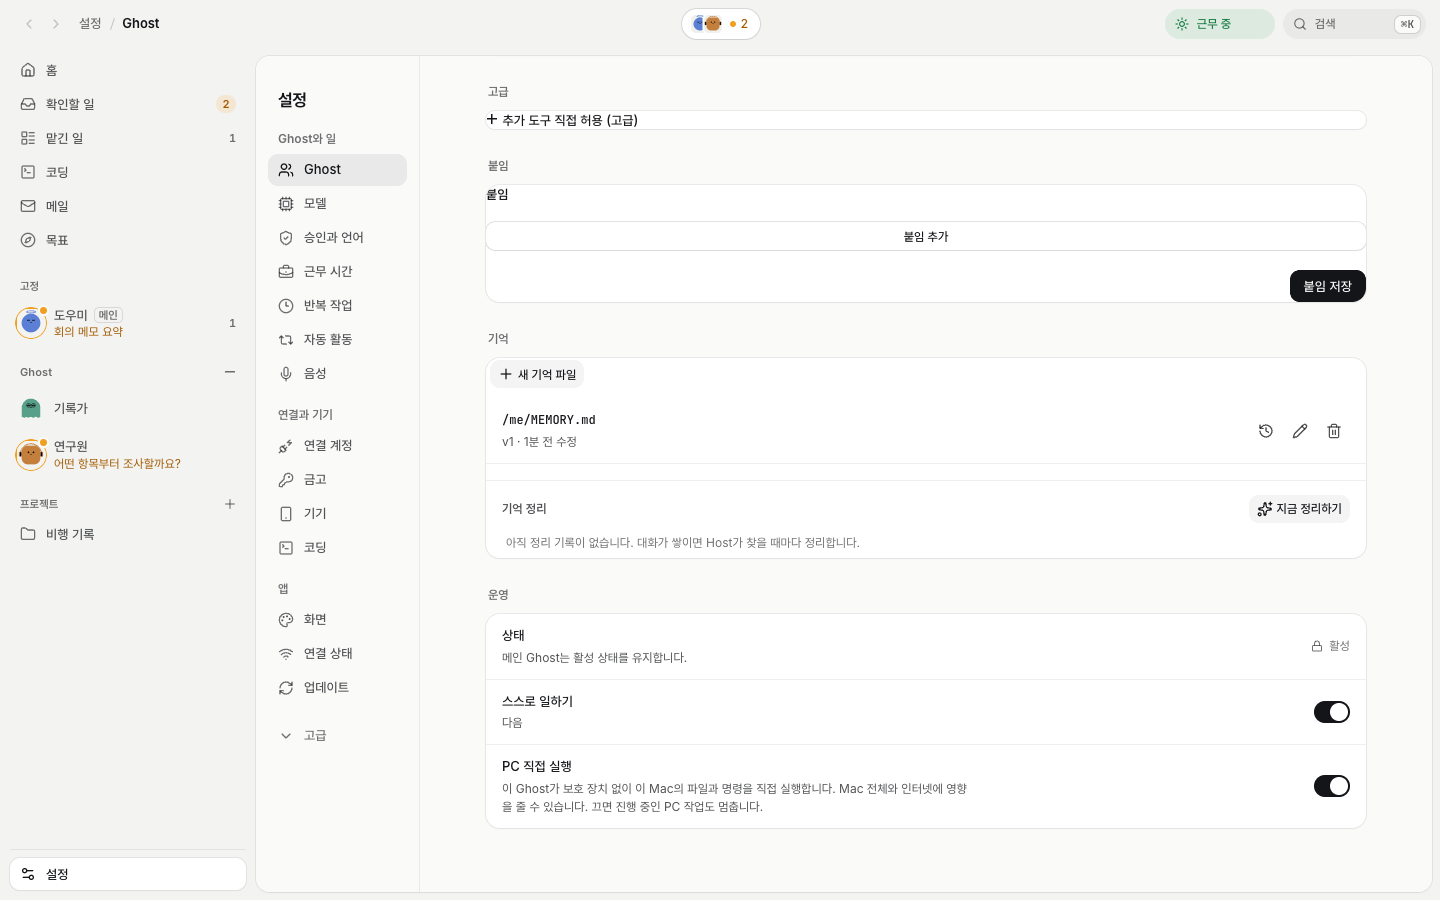 설정 / Ghost
2
근무 중
검색
⌘K
홈
확인할 일
2
맡긴 일
1
코딩
메일
목표
고정
도우미 메인
회의 메모 요약
1
Ghost
기록가
연구원
어떤 항목부터 조사할까요?
프로젝트
비행 기록
설정
설정
Ghost와 일
Ghost
모델
승인과 언어
근무 시간
반복 작업
자동 활동
음성
연결과 기기
연결 계정
금고
기기
코딩
앱
화면
연결 상태
업데이트
고급
고급
추가 도구 직접 허용 (고급)
붙임
붙임
붙임 추가
붙임 저장
기억
새 기억 파일
/me/MEMORY.md
v1 · 1분 전 수정
기억 정리
지금 정리하기
아직 정리 기록이 없습니다. 대화가 쌓이면 Host가 찾을 때마다 정리합니다.
운영
상태
메인 Ghost는 활성 상태를 유지합니다.
활성
스스로 일하기
다음
PC 직접 실행
이 Ghost가 보호 장치 없이 이 Mac의 파일과 명령을 직접 실행합니다. Mac 전체와 인터넷에 영향
을 줄 수 있습니다. 끄면 진행 중인 PC 작업도 멈춥니다.